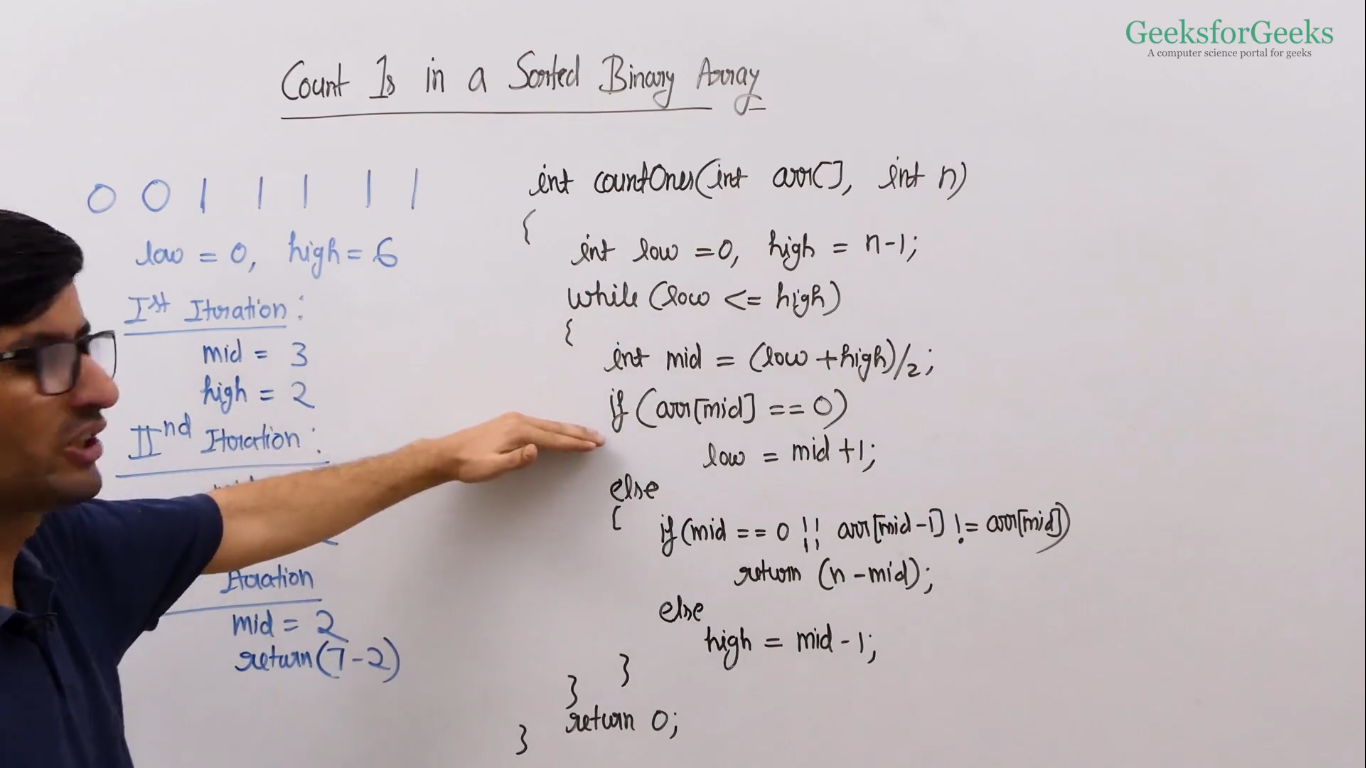 GeeksforGeeks
A computer science portal for geeks
Count 1s in a Sorted Binary Array
0 0 1 1 1 1 1
low = 0, high = 6
Ist Iteration :
mid = 3
high = 2
IInd Iteration :
Iteration
mid = 2
return(7-2)
int countOnes(int arr[], int n)
{
int low =0, high = n-1;
while (low <= high)
{
int mid = (low +high)/2;
if (arr[mid] == 0)
low = mid +1;
else
{ if(mid == 0 || arr[mid-1] != arr[mid])
return (n-mid);
else
high = mid -1;
}
}
return 0;
}